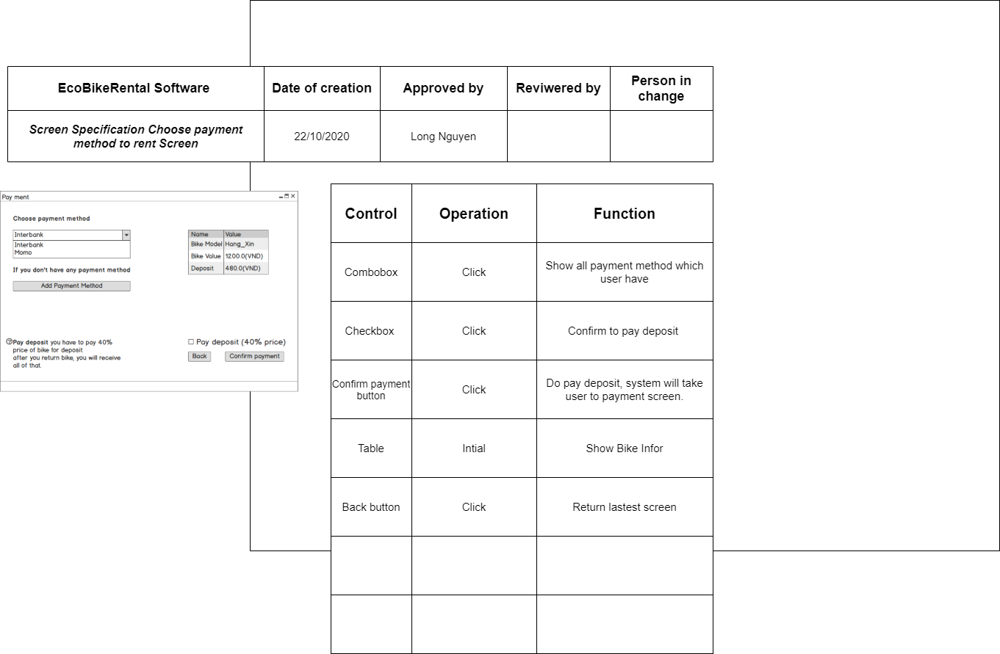 EcoBikeRental Software
Date of creation
Approved by
Reviwered by
Person in
change
Screen Specification Choose payment
method to rent Screen
22/10/2020
Long Nguyen
Pay ment
Choose payment method
Interbank
Interbank
Momo
If you don't have any payment method
Add Payment Method
Name Value
Bike Model Hang_Xin
Bike Value 1200.0(VND)
Deposit 480.0(VND)
?Pay deposit you have to pay 40%
price of bike for deposit
after you return bike, you will receive
all of that.
Pay deposit (40% price)
Back
Confirm payment
Control
Operation
Function
Combobox
Click
Show all payment method which
user have
Checkbox
Click
Confirm to pay deposit
Confirm payment
button
Click
Do pay deposit, system will take
user to payment screen.
Table
Intial
Show Bike Infor
Back button
Click
Return lastest screen